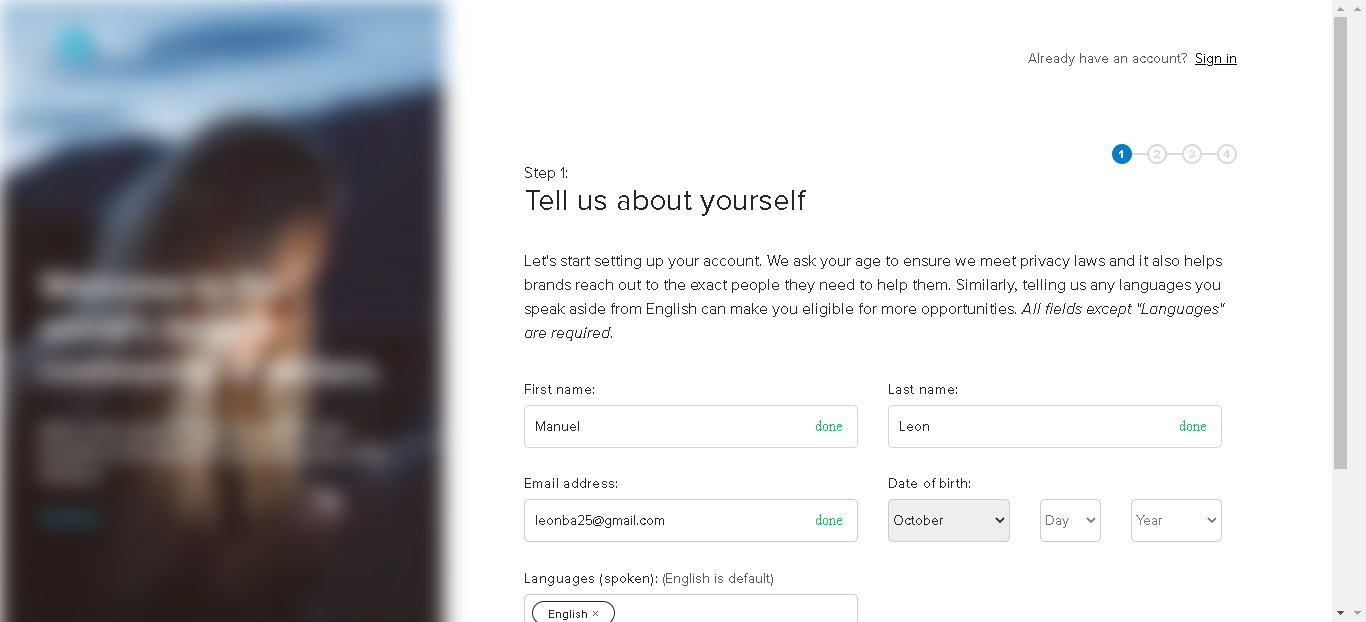 Already have an account? Sign in
1 2 3 4
Step 1:
Tell us about yourself
Let's start setting up your account. We ask your age to ensure we meet privacy laws and it also helps
brands reach out to the exact people they need to help them. Similarly, telling us any languages you
speak aside from English can make you eligible for more opportunities. All fields except "Languages"
are required.
First name: Last name:
Manuel done Leon done
Email address: Date of birth:
leonba25@gmail.com done October Day Year
Languages (spoken): (English is default)
English ×